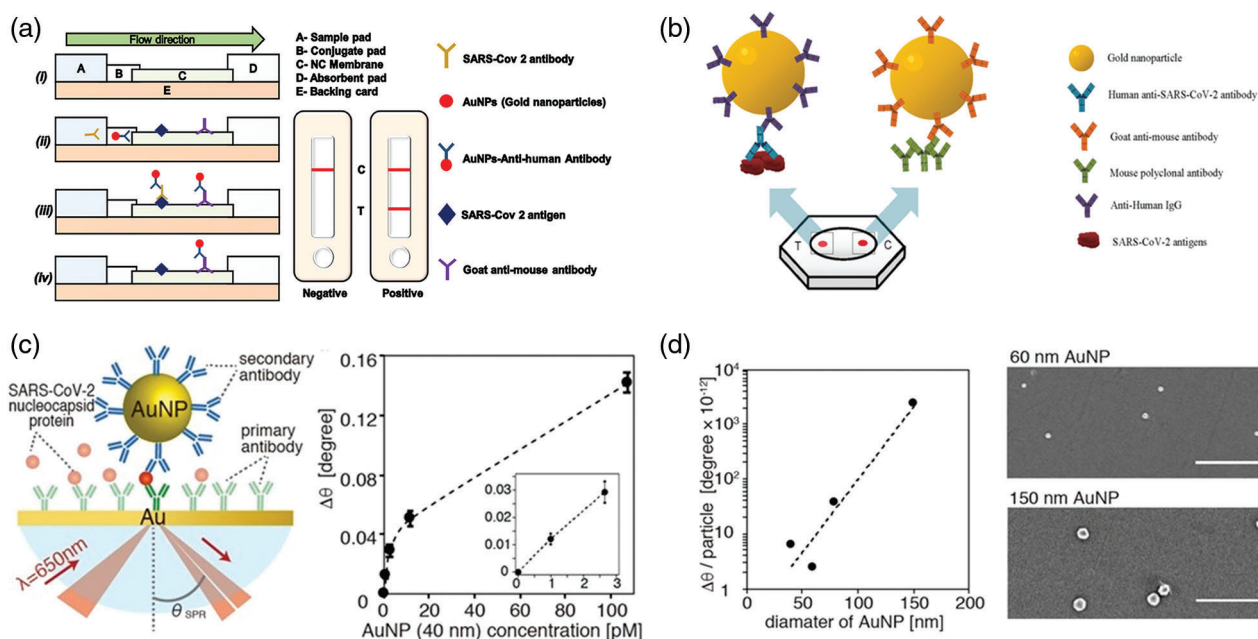 (a)
Flow direction
A
B
C
D
E
(i)
(ii)
(iii)
(iv)
A- Sample pad
B- Conjugate pad
C- NC Membrane
D- Absorbent pad
E- Backing card
C
T
Negative
Positive
SARS-Cov 2 antibody
AuNPs (Gold nanoparticles)
AuNPs-Anti-human Antibody
SARS-Cov 2 antigen
Goat anti-mouse antibody
(b)
T
C
Gold nanoparticle
Human anti-SARS-CoV-2 antibody
Goat anti-mouse antibody
Mouse polyclonal antibody
Anti-Human IgG
SARS-CoV-2 antigens
(c)
SARS-CoV-2
nucleocapsid
protein
AuNP
secondary
antibody
primary
antibody
Au
λ=650nm
θ SPR
Δθ [degree]
0.16
0.12
0.08
0.04
0
0 20 40 60 80 100
AuNP (40 nm) concentration [pM]
0.03
0.02
0.01
0
0 1 2 3
(d)
Δθ / particle [degree × 10-12]
104
103
102
10
1
0 50 100 150 200
diamater of AuNP [nm]
60 nm AuNP
150 nm AuNP